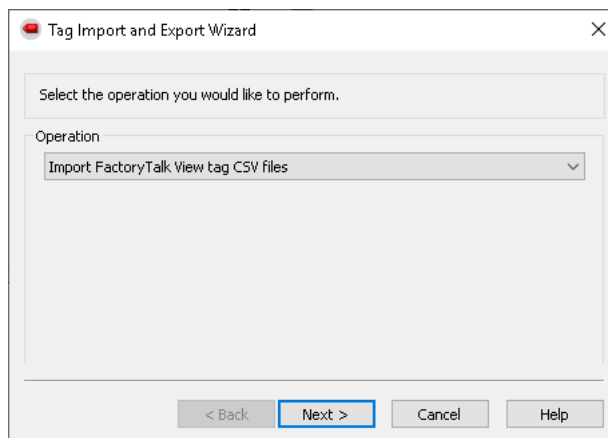 Tag Import and Export Wizard
Select the operation you would like to perform.
Operation
Import FactoryTalk View tag CSV files
< Back Next > Cancel Help